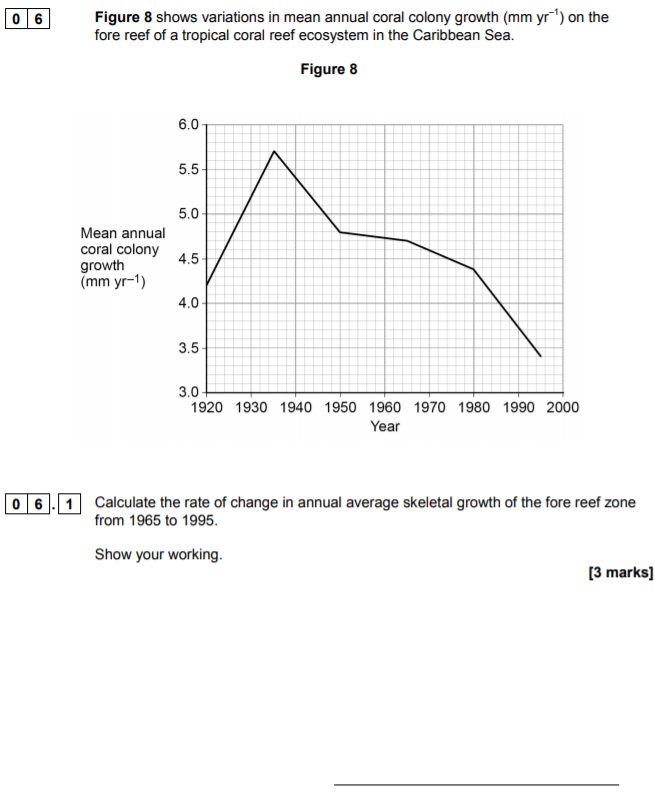 0 6 Figure 8 shows variations in mean annual coral colony growth (mm yr⁻¹) on the
fore reef of a tropical coral reef ecosystem in the Caribbean Sea.
Figure 8
6.0
5.5
5.0
Mean annual
coral colony
growth
(mm yr–1)
4.5
4.0
3.5
3.0
1920 1930 1940 1950 1960 1970 1980 1990 2000
Year
0 6 . 1 Calculate the rate of change in annual average skeletal growth of the fore reef zone
from 1965 to 1995.
Show your working.
[3 marks]